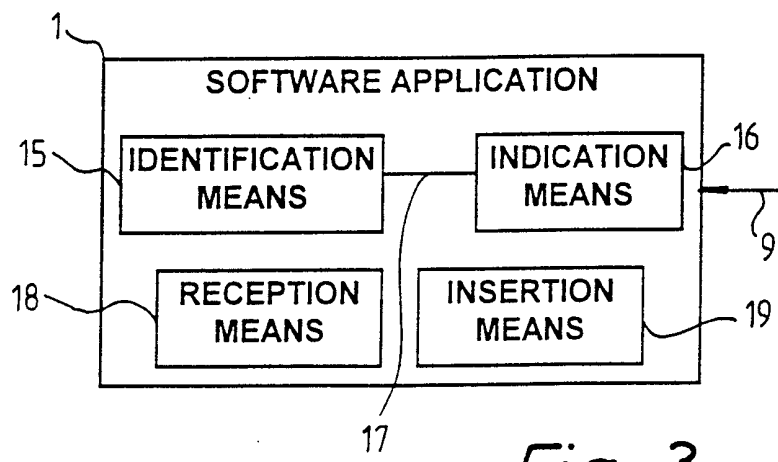 1
SOFTWARE APPLICATION
15
IDENTIFICATION
MEANS
INDICATION
MEANS
16
9
18
RECEPTION
MEANS
INSERTION
MEANS
19
17
Fig. 3